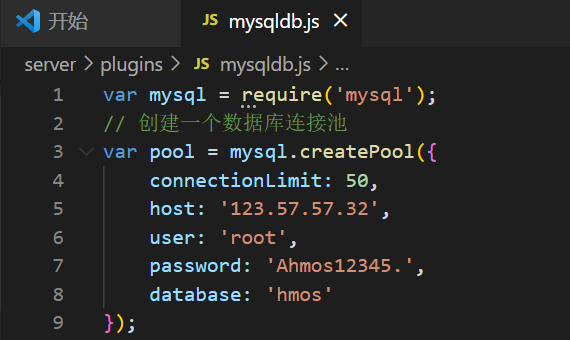 开始
JS mysqldb.js ×
server > plugins > JS mysqldb.js > ...
1 var mysql = require('mysql');
2 // 创建一个数据库连接池
3 var pool = mysql.createPool({
4 connectionLimit: 50,
5 host: '123.57.57.32',
6 user: 'root',
7 password: 'Ahmos12345.',
8 database: 'hmos'
9 });